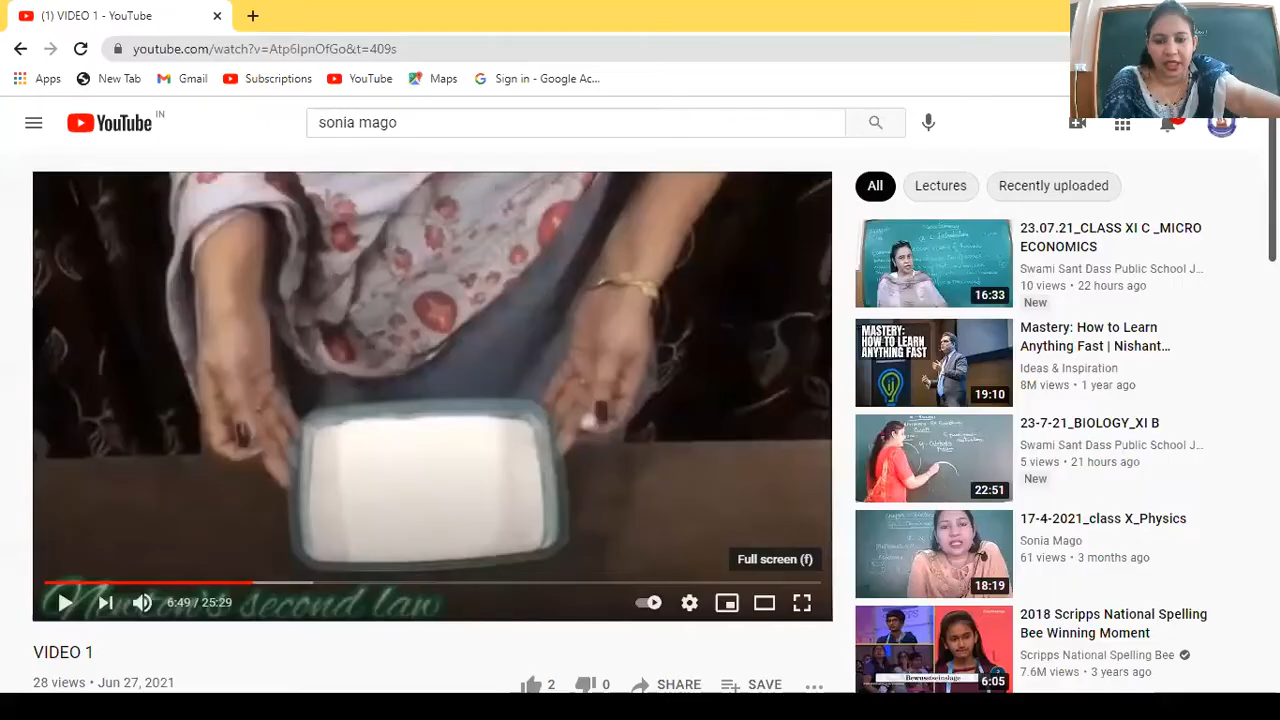 (1) VIDEO 1 - YouTube
youtube.com/watch?v=Atp6IpnOfGo&t=409s
Apps
New Tab
Gmail
Subscriptions
YouTube
Maps
Sign in - Google Ac...
YouTube IN
sonia mago
All
Lectures
Recently uploaded
23.07.21_CLASS XI C _MICRO
ECONOMICS
Swami Sant Dass Public School J...
10 views • 22 hours ago
New
16:33
Mastery: How to Learn
Anything Fast | Nishant...
Ideas & Inspiration
8M views • 1 year ago
MASTERY:
HOW TO LEARN
ANYTHING FAST
19:10
23-7-21_BIOLOGY_XI B
Swami Sant Dass Public School J...
5 views • 21 hours ago
New
22:51
17-4-2021_class X_Physics
Sonia Mago
61 views • 3 months ago
18:19
2018 Scripps National Spelling
Bee Winning Moment
Scripps National Spelling Bee
7.6M views • 3 years ago
6:05
Full screen (f)
6:49 / 25:29
second law
VIDEO 1
28 views • Jun 27, 2021
2
0
SHARE
SAVE